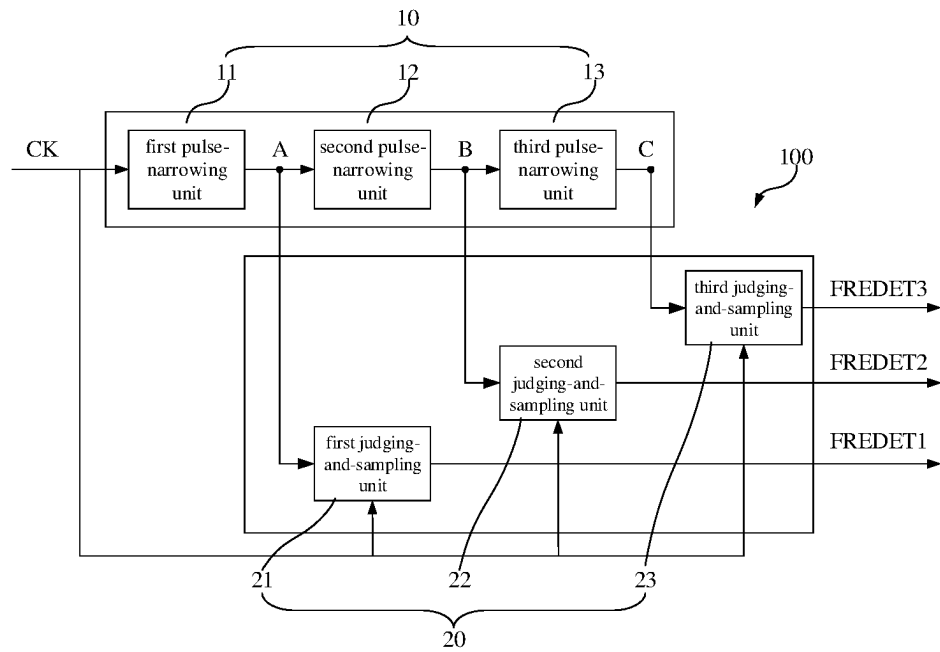 10
11
12
13
CK
first pulse-
narrowing
unit
A
second pulse-
narrowing
unit
B
third pulse-
narrowing
unit
C
100
third judging-
and-sampling
unit
FREDET3
second
judging-and-
sampling unit
FREDET2
first judging-
and-sampling
unit
FREDET1
21
22
23
20